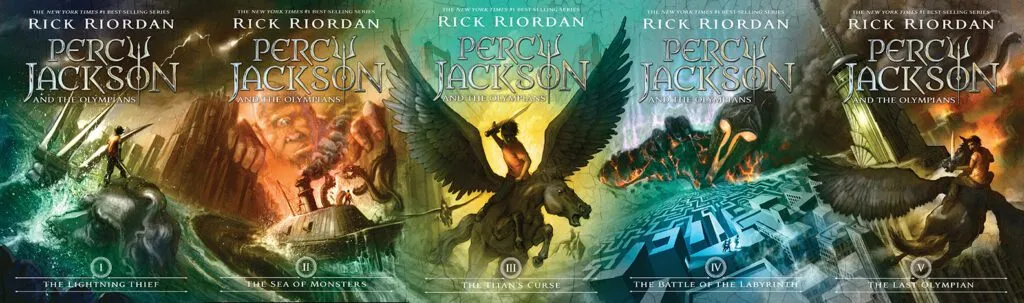 THE NEW YORK TIMES #1 BEST-SELLING SERIES
RICK RIORDAN
PERCY
JACKSON
AND THE OLYMPIANS
I
THE LIGHTNING THIEF
THE NEW YORK TIMES #1 BEST-SELLING SERIES
RICK RIORDAN
PERCY
JACKSON
AND THE OLYMPIANS
II
THE SEA OF MONSTERS
THE NEW YORK TIMES #1 BEST-SELLING SERIES
RICK RIORDAN
PERCY
JACKSON
AND THE OLYMPIANS
III
THE TITAN'S CURSE
THE NEW YORK TIMES #1 BEST-SELLING SERIES
RICK RIORDAN
PERCY
JACKSON
AND THE OLYMPIANS
IV
THE BATTLE OF THE LABYRINTH
THE NEW YORK TIMES #1 BEST-SELLING SERIES
RICK RIORDAN
PERCY
JACKSON
AND THE OLYMPIANS
V
THE LAST OLYMPIAN